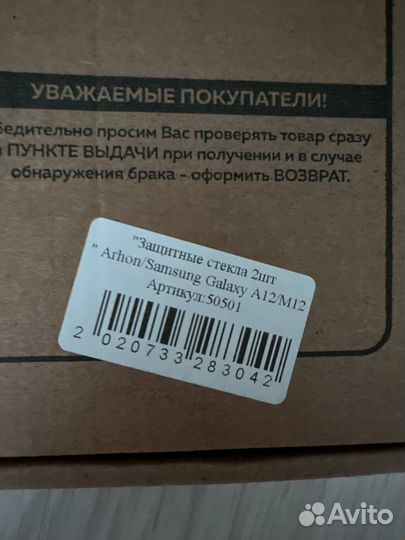 УВАЖАЕМЫЕ ПОКУПАТЕЛИ!
бедительно просим Вас проверять товар сразу
ПУНКТЕ ВЫДАЧИ при получении и в случае
обнаружения брака - оформить ВОЗВРАТ.
"Защитные стекла 2шт
" Arhon/Samsung Galaxy A12/M12
Артикул:50501
2 020733 283042
Avito